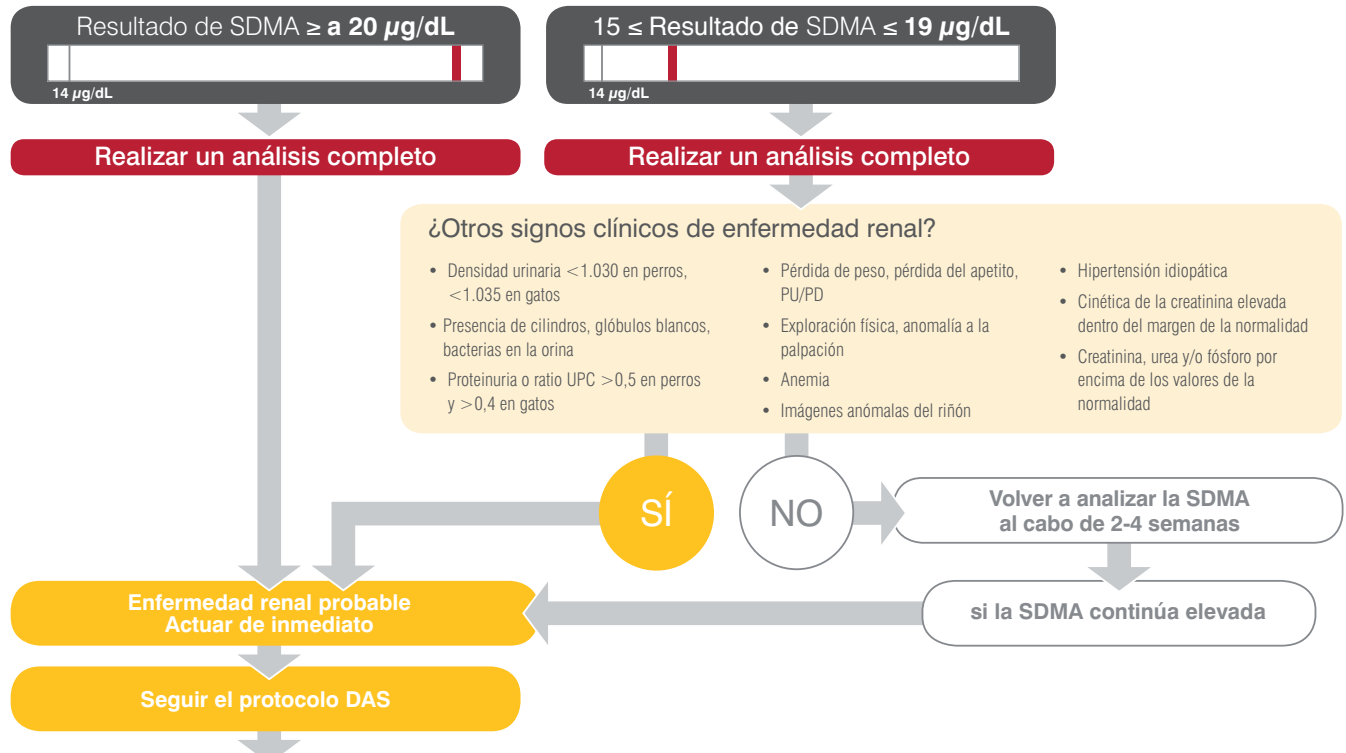 Resultado de SDMA ≥ a 20 µg/dL
14 µg/dL
15 ≤ Resultado de SDMA ≤ 19 µg/dL
14 µg/dL
Realizar un análisis completo
Realizar un análisis completo
¿Otros signos clínicos de enfermedad renal?
• Densidad urinaria <1.030 en perros,
<1.035 en gatos
• Presencia de cilindros, glóbulos blancos,
bacterias en la orina
• Proteinuria o ratio UPC >0,5 en perros
y >0,4 en gatos
• Pérdida de peso, pérdida del apetito,
PU/PD
• Exploración física, anomalía a la
palpación
• Anemia
• Imágenes anómalas del riñón
• Hipertensión idiopática
• Cinética de la creatinina elevada
dentro del margen de la normalidad
• Creatinina, urea y/o fósforo por
encima de los valores de la
normalidad
SÍ
NO
Volver a analizar la SDMA
al cabo de 2-4 semanas
si la SDMA continúa elevada
Enfermedad renal probable
Actuar de inmediato
Seguir el protocolo DAS